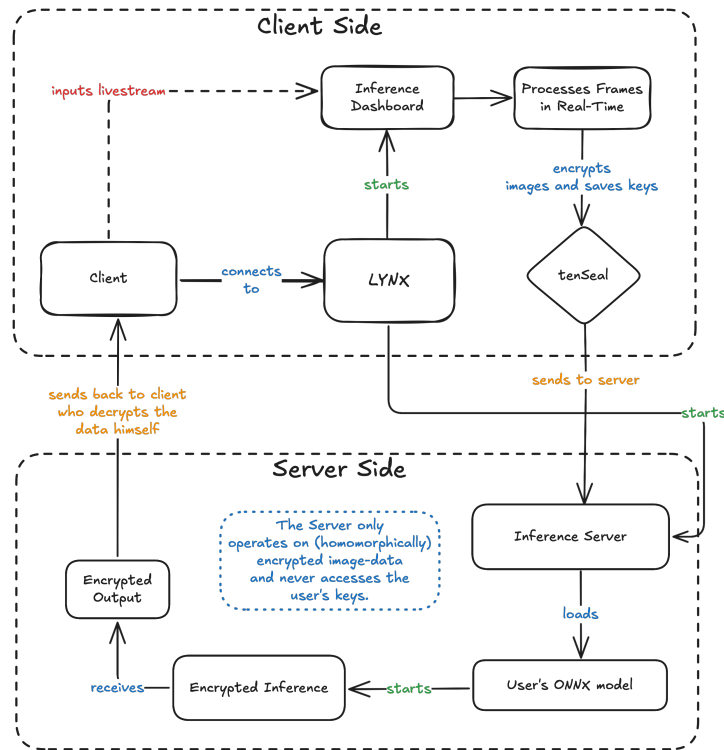 Client Side
inputs livestream
Inference
Dashboard
Processes Frames
in Real-Time
starts
encrypts
images and saves keys
Client
connects
to
LYNX
tenSeal
sends back to client
who decrypts the
data himself
sends to server
starts
Server Side
The Server only
operates on (homomorphically)
encrypted image-data
and never accesses the
user's keys.
Inference Server
Encrypted
Output
loads
receives
Encrypted Inference
starts
User's ONNX model